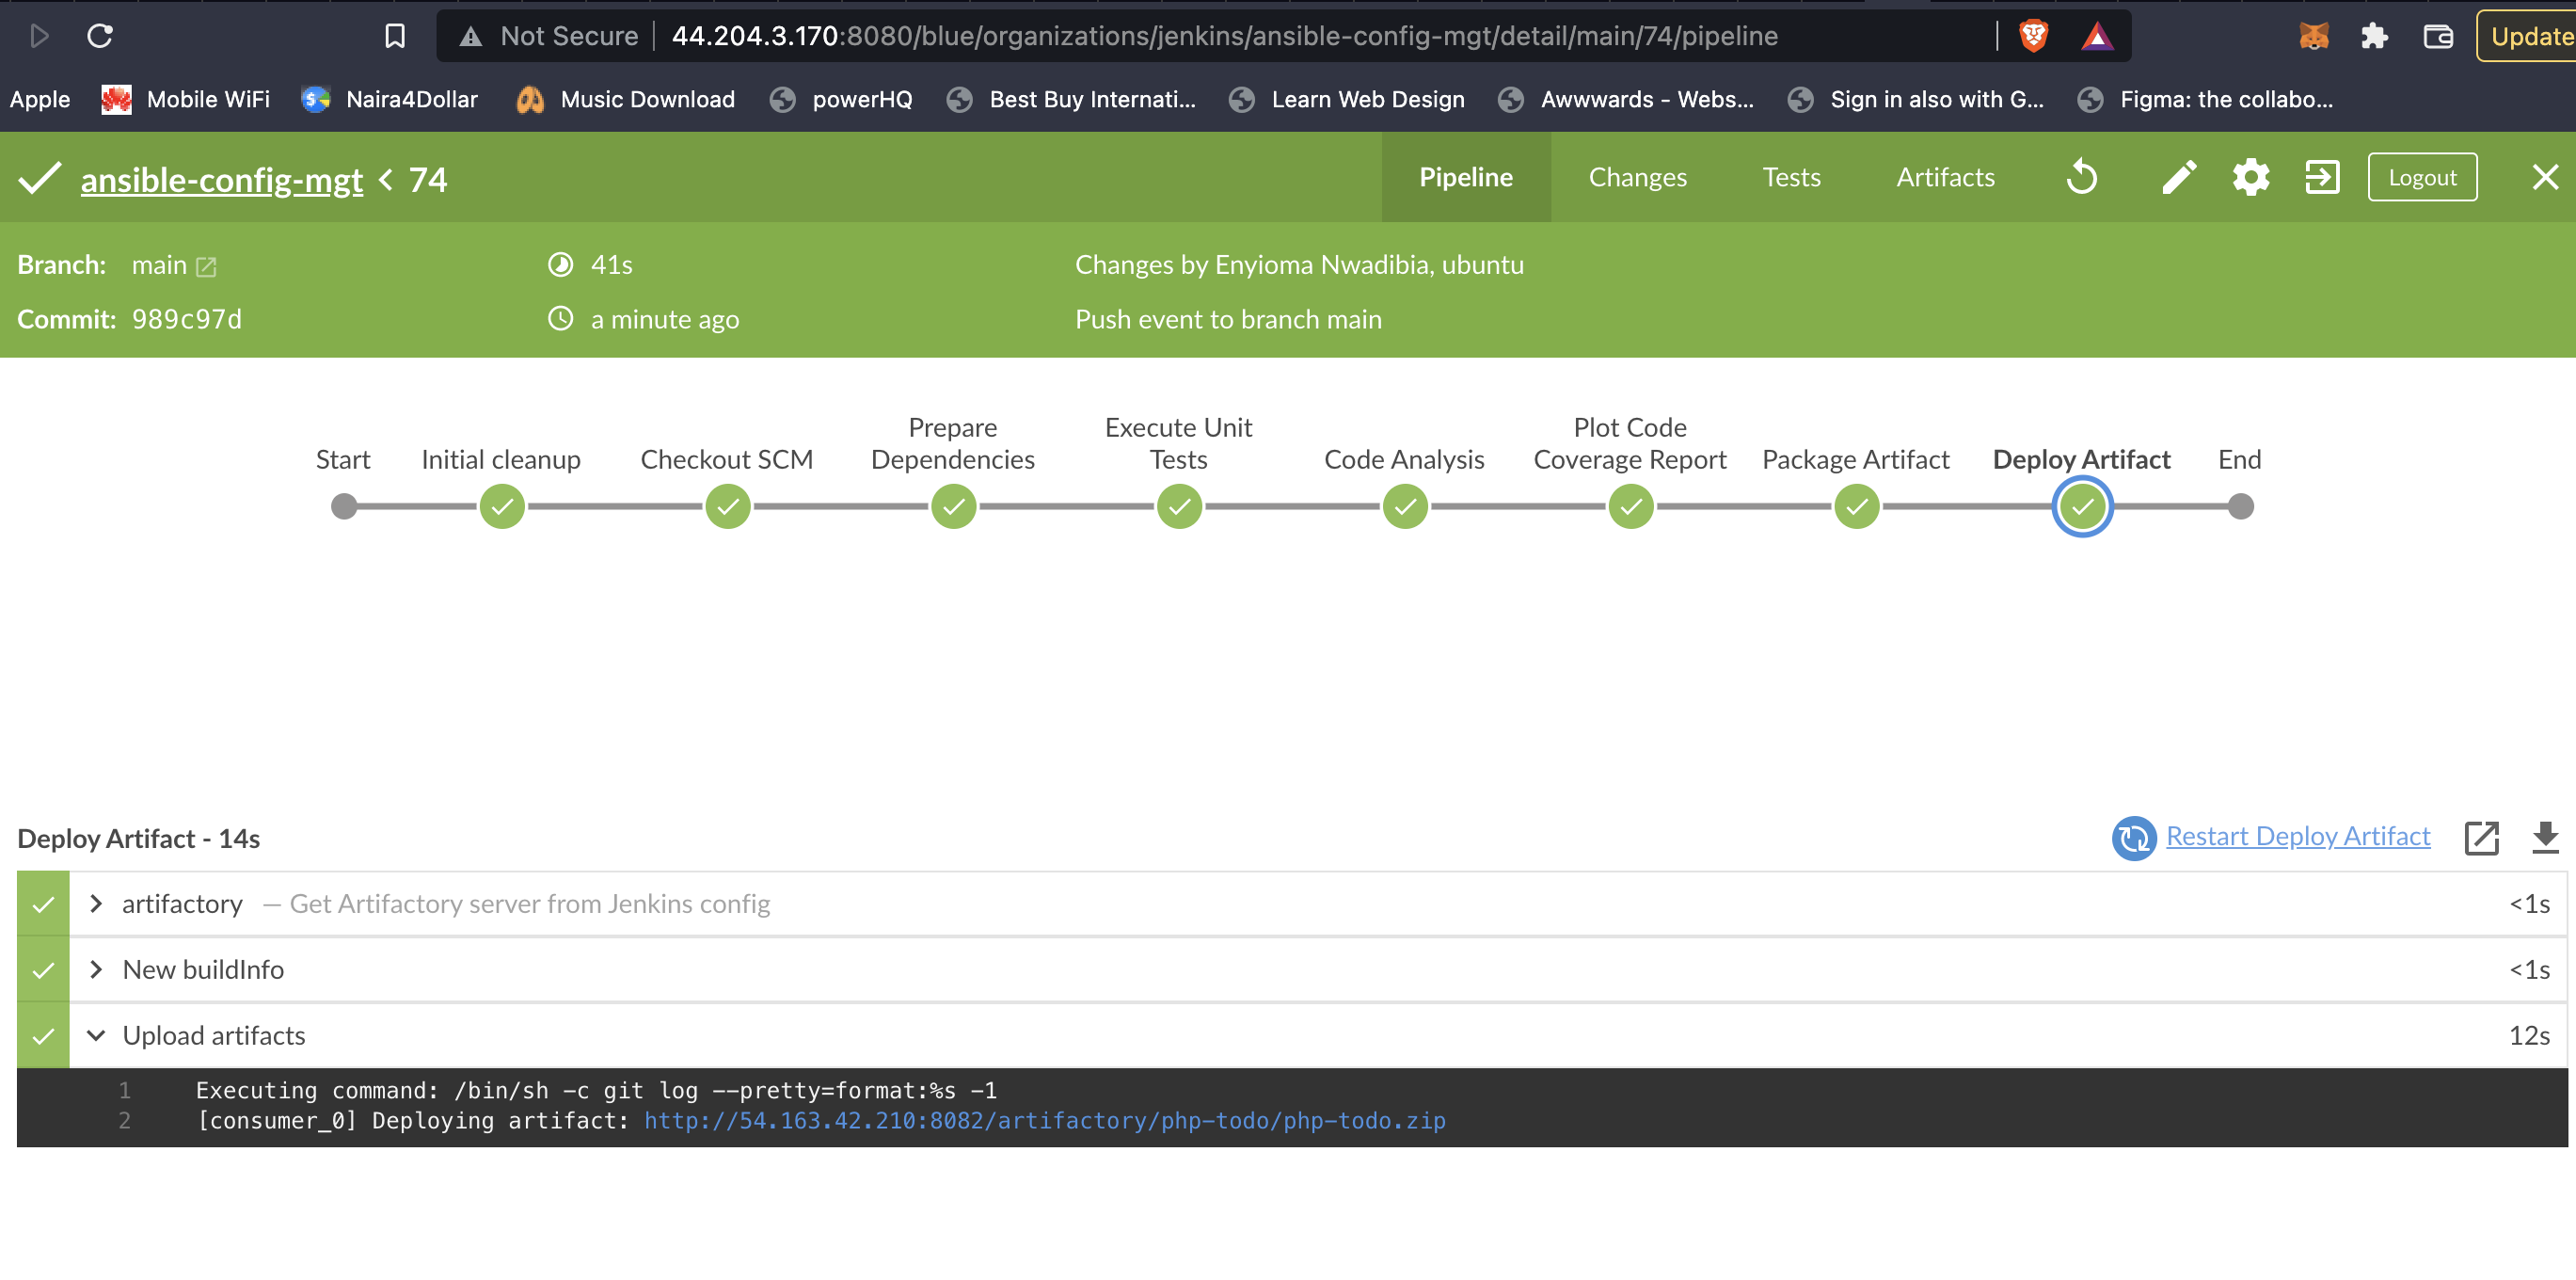 Not Secure 44.204.3.170:8080/blue/organizations/jenkins/ansible-config-mgt/detail/main/74/pipeline Update
Apple Mobile WiFi Naira4Dollar Music Download powerHQ Best Buy Internati... Learn Web Design Awwwards - Webs... Sign in also with G... Figma: the collabo...
ansible-config-mgt < 74 Pipeline Changes Tests Artifacts Logout
Branch: main 41s Changes by Enyioma Nwadibia, ubuntu
Commit: 989c97d a minute ago Push event to branch main
Start Initial cleanup Checkout SCM Prepare Dependencies Execute Unit Tests Code Analysis Plot Code Coverage Report Package Artifact Deploy Artifact End
Deploy Artifact - 14s Restart Deploy Artifact
artifactory — Get Artifactory server from Jenkins config <1s
New buildInfo <1s
Upload artifacts 12s
1 Executing command: /bin/sh -c git log --pretty=format:%s -1
2 [consumer_0] Deploying artifact: http://54.163.42.210:8082/artifactory/php-todo/php-todo.zip